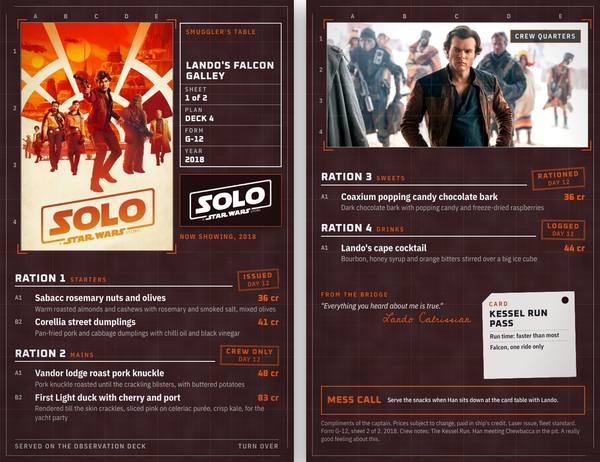 A B C D E
SMUGGLER'S TABLE
LANDO'S FALCON
GALLEY
SHEET
1 of 2
PLAN
DECK 4
FORM
G-12
YEAR
2018
1
2
3
4
SOLO
A STAR WARS STORY
SOLO
A STAR WARS STORY
NOW SHOWING, 2018
RATION 1 STARTERS
ISSUED
DAY 12
A1 Sabacc rosemary nuts and olives 36 cr
Warm roasted almonds and cashews with rosemary and smoked salt, mixed olives
B2 Corellia street dumplings 41 cr
Pan-fried pork and cabbage dumplings with chilli oil and black vinegar
RATION 2 MAINS
CREW ONLY
DAY 12
A1 Vandor lodge roast pork knuckle 48 cr
Pork knuckle roasted until the crackling blisters, with buttered potatoes
B2 First Light duck with cherry and port 83 cr
Rendered till the skin crackles, sliced pink on celeriac purée, crisp kale, for the
yacht party
SERVED ON THE OBSERVATION DECK TURN OVER
A B C D E
CREW QUARTERS
1
2
3
4
RATION 3 SWEETS
RATIONED
DAY 12
A1 Coaxium popping candy chocolate bark 36 cr
Dark chocolate bark with popping candy and freeze-dried raspberries
RATION 4 DRINKS
LOGGED
DAY 12
A1 Lando's cape cocktail 44 cr
Bourbon, honey syrup and orange bitters stirred over a big ice cube
FROM THE BRIDGE
"Everything you heard about me is true."
Lando Calrissian
CARD
KESSEL RUN
PASS
Run time: faster than most
Falcon, one ride only
MESS CALL Serve the snacks when Han sits down at the card table with Lando.
Compliments of the captain. Prices subject to change, paid in ship's credit. Laser issue, fleet standard.
Form G-12, sheet 2 of 2, 2018. Crew notes: The Kessel Run. Han meeting Chewbacca in the pit. A really
good feeling about this.